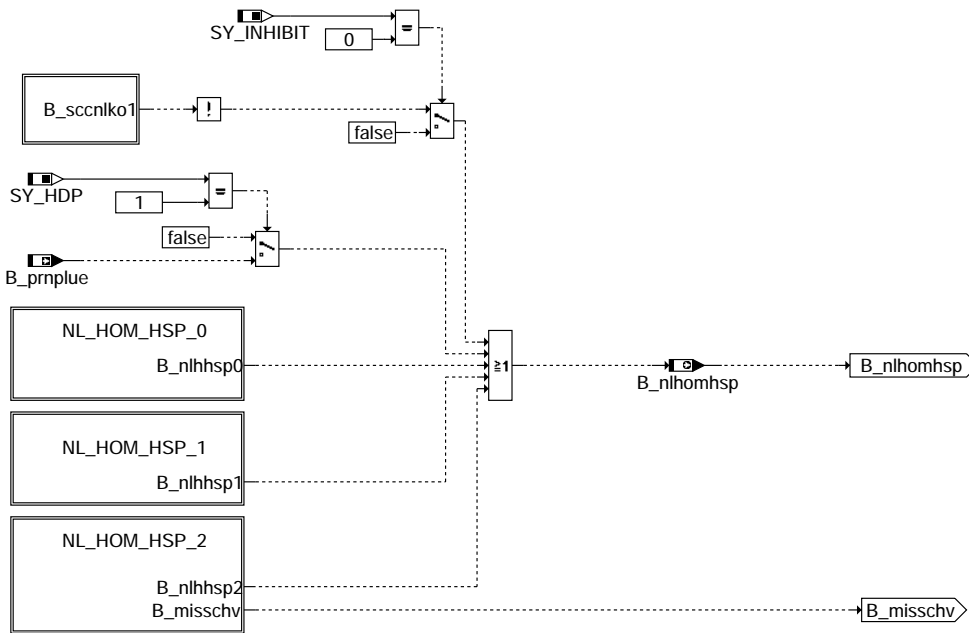 SY_INHIBIT
=
0
B_sccnlko1
!
false
SY_HDP
=
1
false
B_prnplue
NL_HOM_HSP_0
B_nlhhsp0
≥1
B_nlhomhsp
B_nlhomhsp
NL_HOM_HSP_1
B_nlhhsp1
NL_HOM_HSP_2
B_nlhhsp2
B_misschv
B_misschv